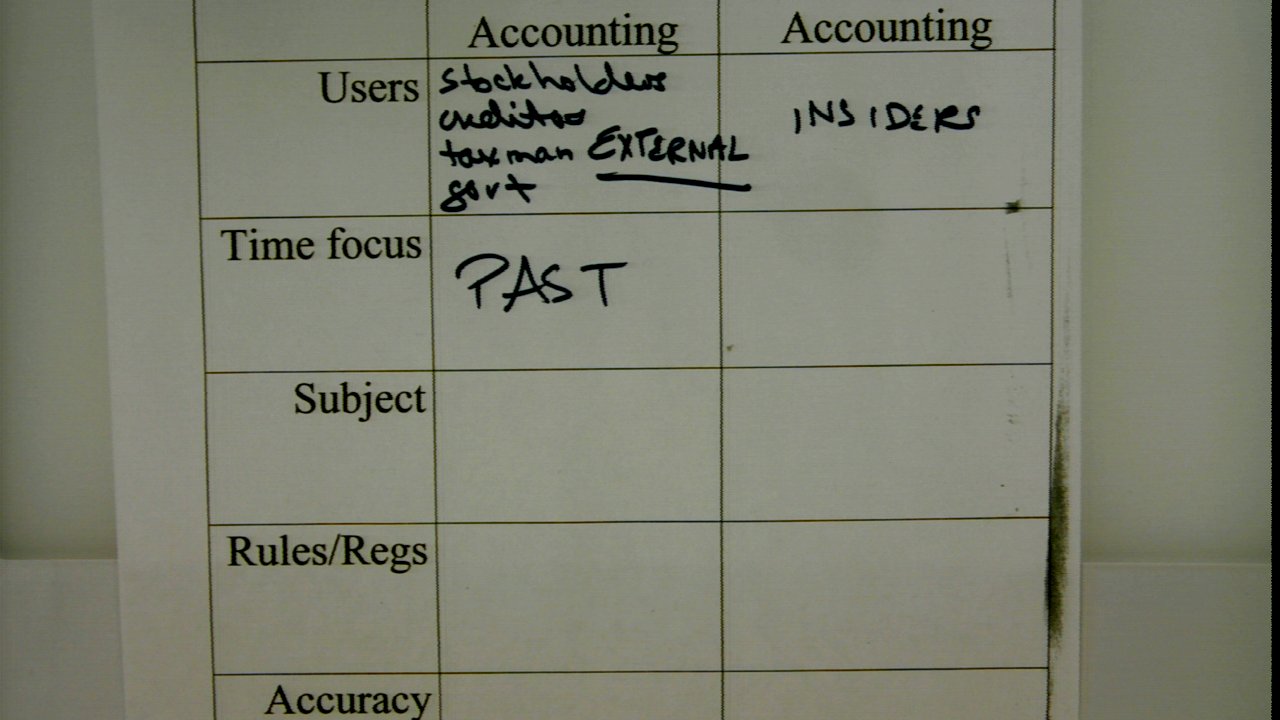 Accounting Accounting
Users
stockholders
creditors
taxman EXTERNAL
govt
INSIDERS
Time focus
PAST
Subject
Rules/Regs
Accuracy